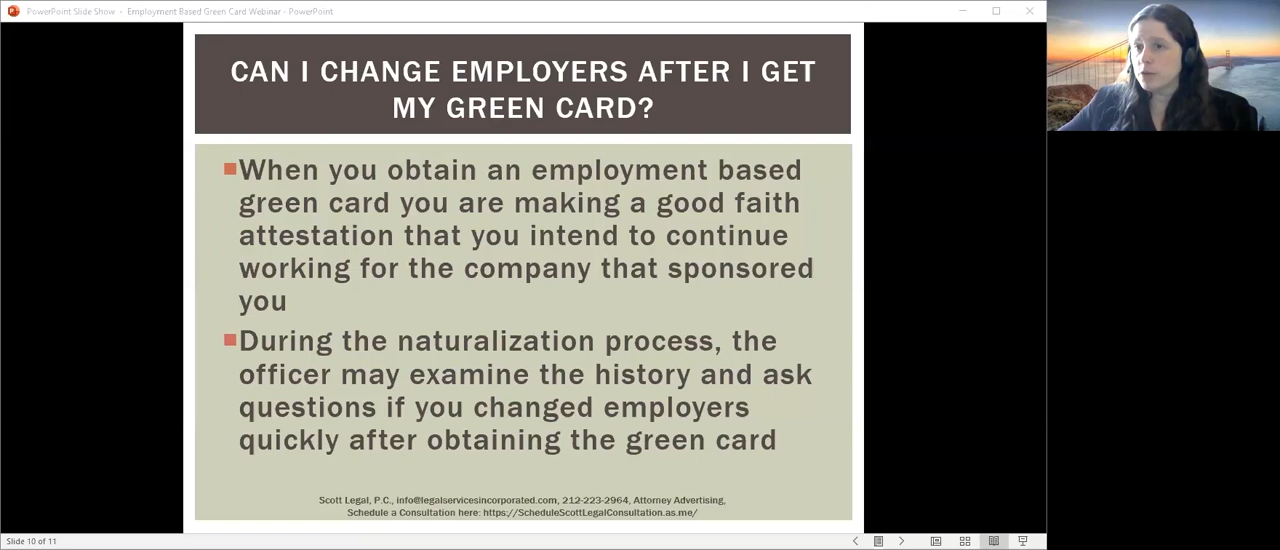 PowerPoint Slide Show - Employment Based Green Card Webinar - PowerPoint
CAN I CHANGE EMPLOYERS AFTER I GET
MY GREEN CARD?
When you obtain an employment based
green card you are making a good faith
attestation that you intend to continue
working for the company that sponsored
you
During the naturalization process, the
officer may examine the history and ask
questions if you changed employers
quickly after obtaining the green card
Scott Legal, P.C., info@legalservicesincorporated.com, 212-223-2964, Attorney Advertising,
Schedule a Consultation here: https://ScheduleScottLegalConsultation.as.me/
Slide 10 of 11